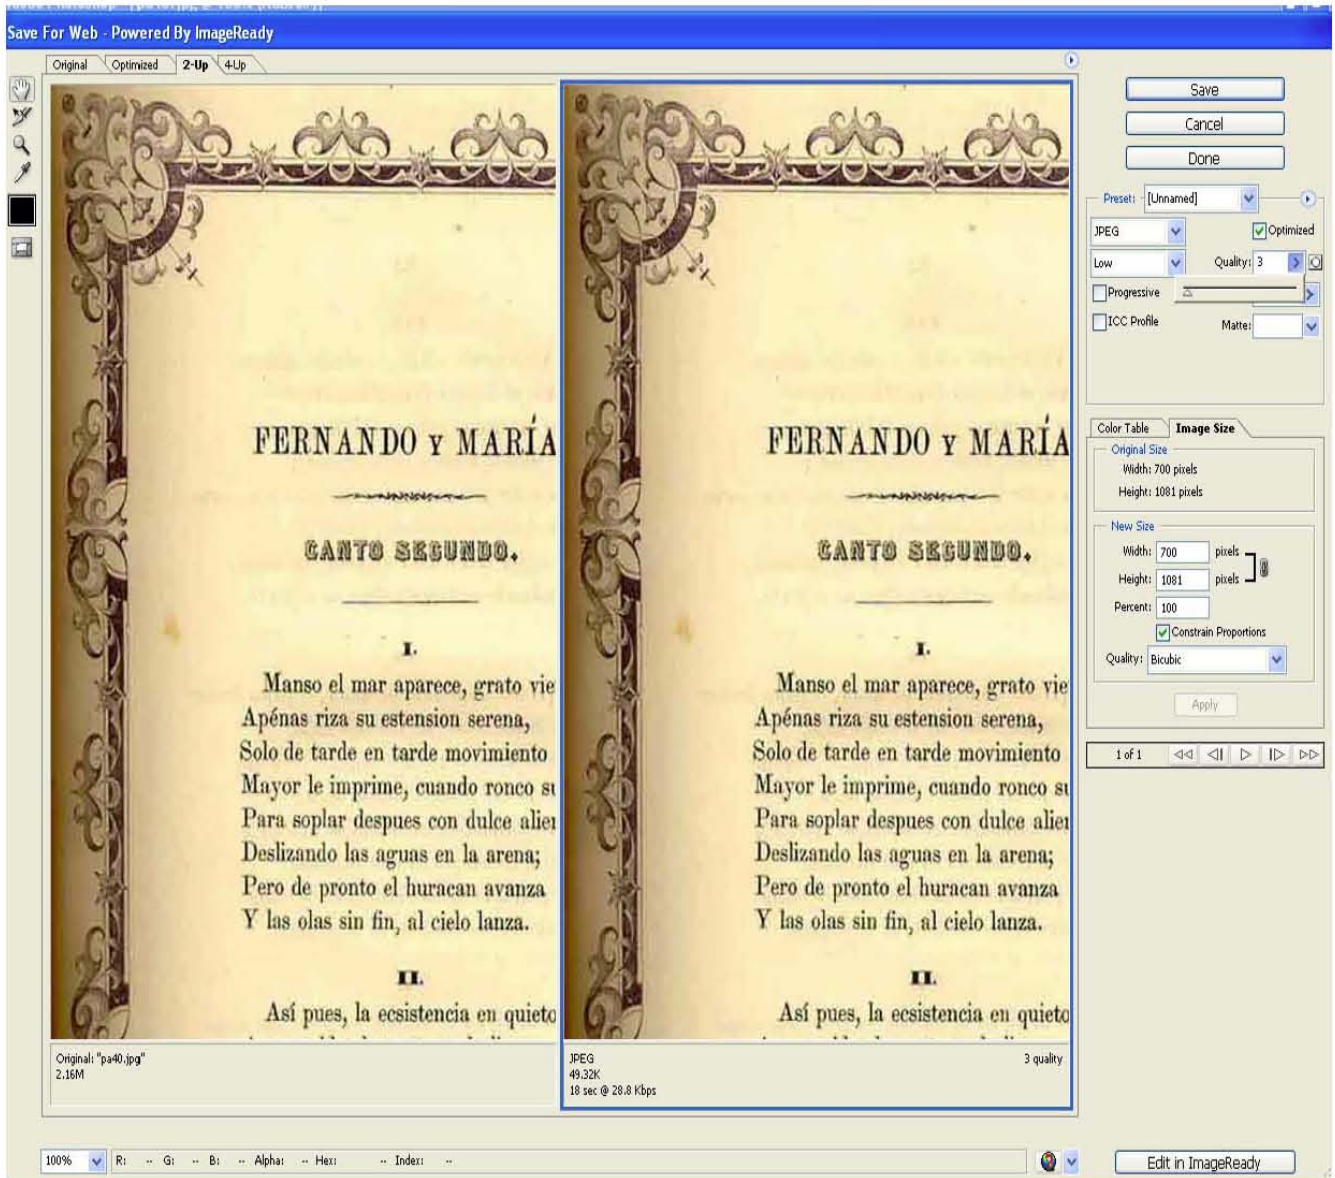 Save For Web - Powered By ImageReady
Original Optimized 2-Up 4-Up
FERNANDO Y MARÍA
CANTO SEGUNDO.
I.
Manso el mar aparece, grato vie
Apénas riza su estension serena,
Solo de tarde en tarde movimiento
Mayor le imprime, cuando ronco su
Para soplar despues con dulce alier
Deslizando las aguas en la arena;
Pero de pronto el huracan avanza
Y las olas sin fin, al cielo lanza.
II.
Así pues, la ecsistencia en quieto
Original: "pa40.jpg"
2.16M
FERNANDO Y MARÍA
CANTO SEGUNDO.
I.
Manso el mar aparece, grato vie
Apénas riza su estension serena,
Solo de tarde en tarde movimiento
Mayor le imprime, cuando ronco su
Para soplar despues con dulce alier
Deslizando las aguas en la arena;
Pero de pronto el huracan avanza
Y las olas sin fin, al cielo lanza.
II.
Así pues, la ecsistencia en quieto
JPEG 3 quality
49.32K
18 sec @ 28.8 Kbps
Save
Cancel
Done
Preset: [Unnamed]
JPEG Optimized
Low Quality: 3
Progressive
ICC Profile Matte:
Color Table Image Size
Original Size
Width: 700 pixels
Height: 1081 pixels
New Size
Width: 700 pixels
Height: 1081 pixels
Percent: 100
Constrain Proportions
Quality: Bicubic
Apply
1 of 1
100% R: -- G: -- B: -- Alpha: -- Hex: -- Index: --
Edit in ImageReady